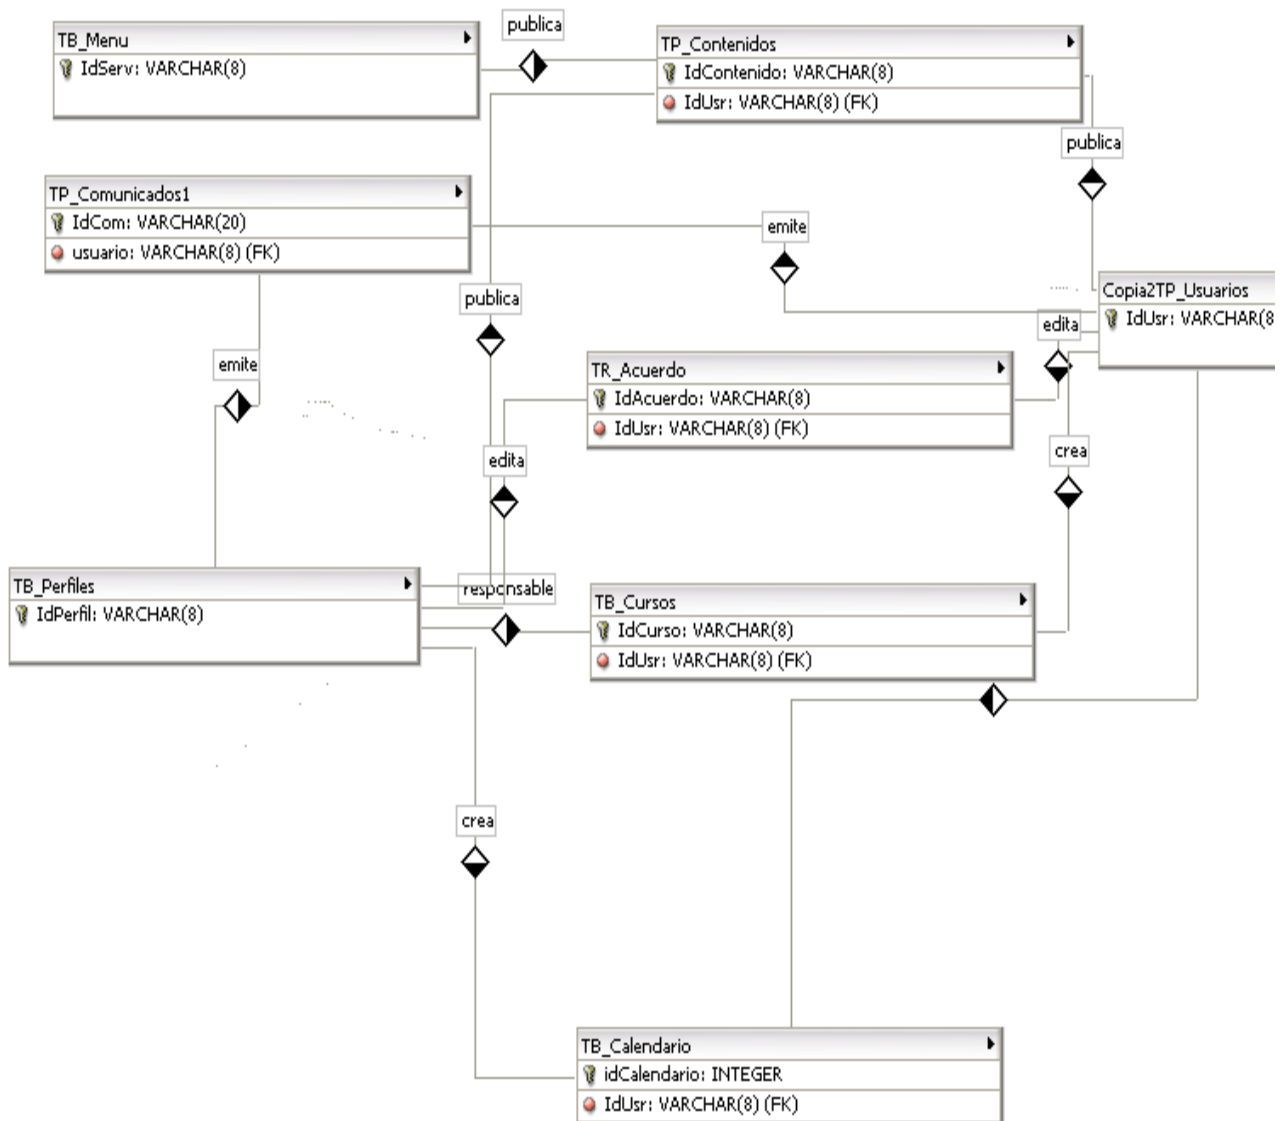 publica
TB_Menu
IdServ: VARCHAR(8)
TP_Contenidos
IdContenido: VARCHAR(8)
IdUsr: VARCHAR(8) (FK)
publica
TP_Comunicados1
IdCom: VARCHAR(20)
usuario: VARCHAR(8) (FK)
emite
publica
Copia2TP_Usuarios
IdUsr: VARCHAR(8
edita
emite
TR_Acuerdo
IdAcuerdo: VARCHAR(8)
IdUsr: VARCHAR(8) (FK)
edita
crea
TB_Perfiles
IdPerfil: VARCHAR(8)
responsable
TB_Cursos
IdCurso: VARCHAR(8)
IdUsr: VARCHAR(8) (FK)
crea
TB_Calendario
idCalendario: INTEGER
IdUsr: VARCHAR(8) (FK)